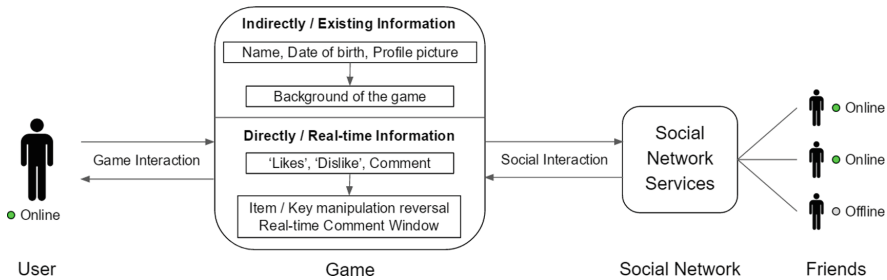 Indirectly / Existing Information
Name, Date of birth, Profile picture
Background of the game
Directly / Real-time Information
‘Likes’, ‘Dislike’, Comment
Item / Key manipulation reversal
Real-time Comment Window
Game Interaction
Social Interaction
Social
Network
Services
Online
Online
Online
Offline
User
Game
Social Network
Friends